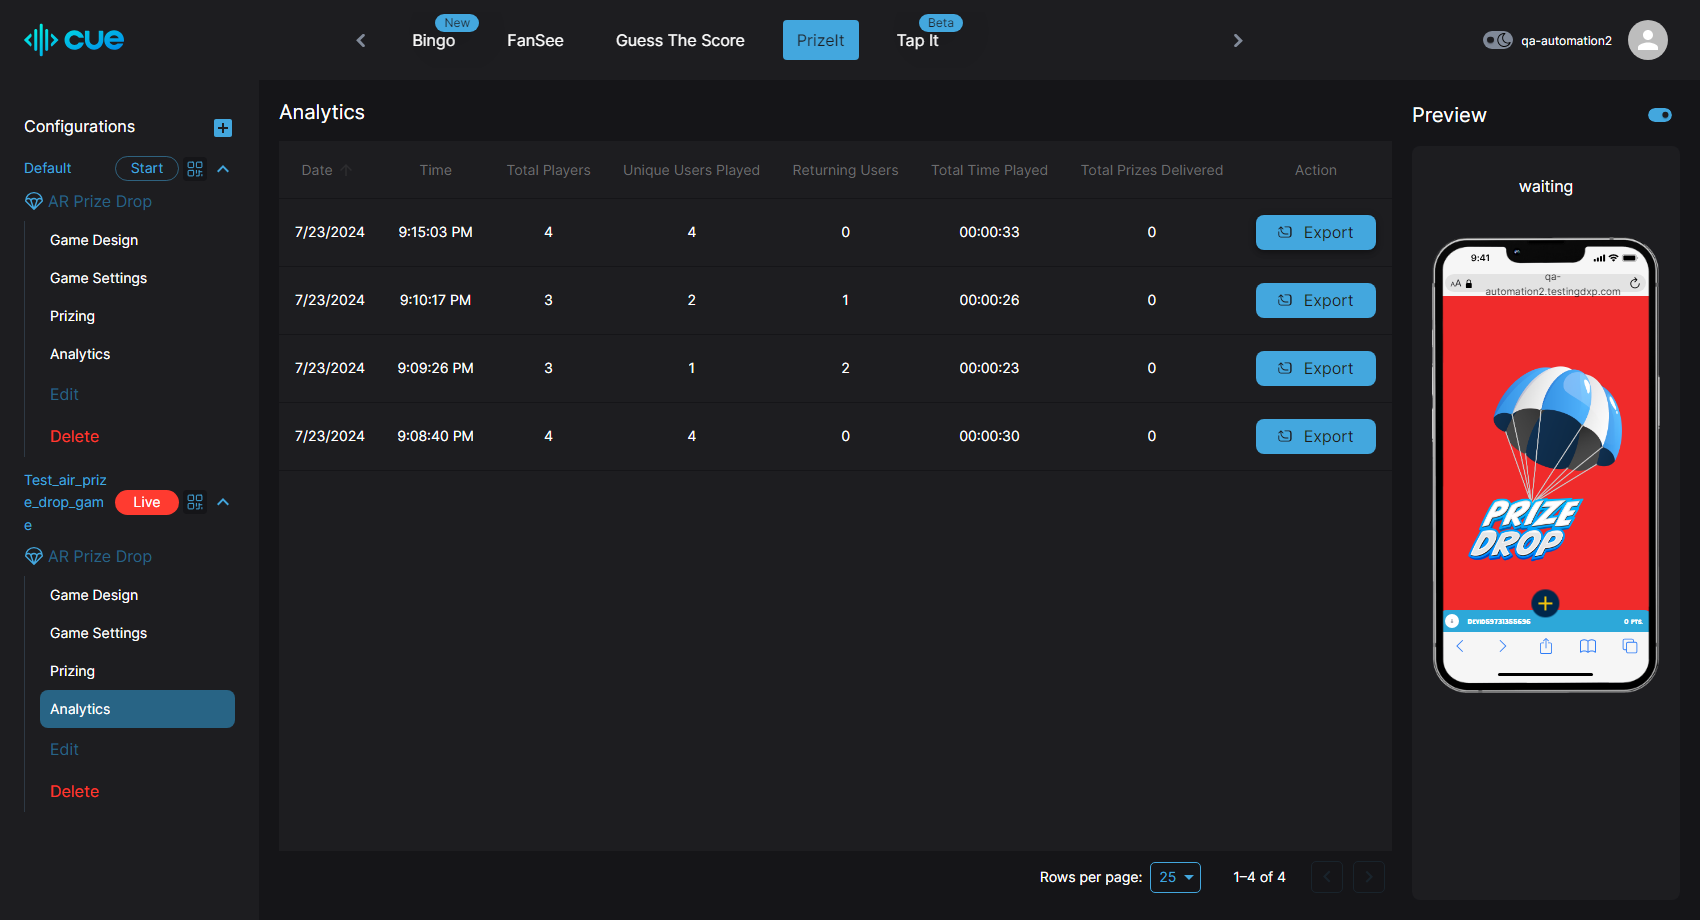 cue
New
Beta
Bingo
FanSee
Guess The Score
PrizeIt
Tap It
qa-automation2
Configurations
Default
Start
AR Prize Drop
Game Design
Game Settings
Prizing
Analytics
Edit
Delete
Test_air_priz
e_drop_gam
e
Live
AR Prize Drop
Game Design
Game Settings
Prizing
Analytics
Edit
Delete
Analytics
Date Time Total Players Unique Users Played Returning Users Total Time Played Total Prizes Delivered Action
7/23/2024 9:15:03 PM 4 4 0 00:00:33 0 Export
7/23/2024 9:10:17 PM 3 2 1 00:00:26 0 Export
7/23/2024 9:09:26 PM 3 1 2 00:00:23 0 Export
7/23/2024 9:08:40 PM 4 4 0 00:00:30 0 Export
Rows per page: 25 1–4 of 4
Preview
waiting
9:41
AA
qa-
automation2.testingdxp.com
PRIZE
DROP
0 PTS.